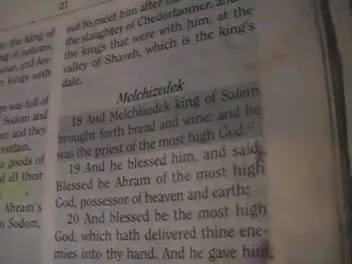 27
er the king of
ng of nations,
e kings with
re was full of
f Sodom and
er; and they
ountain.
e goods of
d all their
Abram's
n Sodom,
out to meet him after
the slaughter of Chedorlaomer, and
the kings that were with him, at the
valley of Shaveh, which is the king's
dale.
Melchizedek
18 And Melchizedek king of Salem
brought forth bread and wine: and he
was the priest of the most high God.
19 And he blessed him, and said,
Blessed be Abram of the most high
God, possessor of heaven and earth:
20 And blessed be the most high
God, which hath delivered thine ene-
mies into thy hand. And he gave him